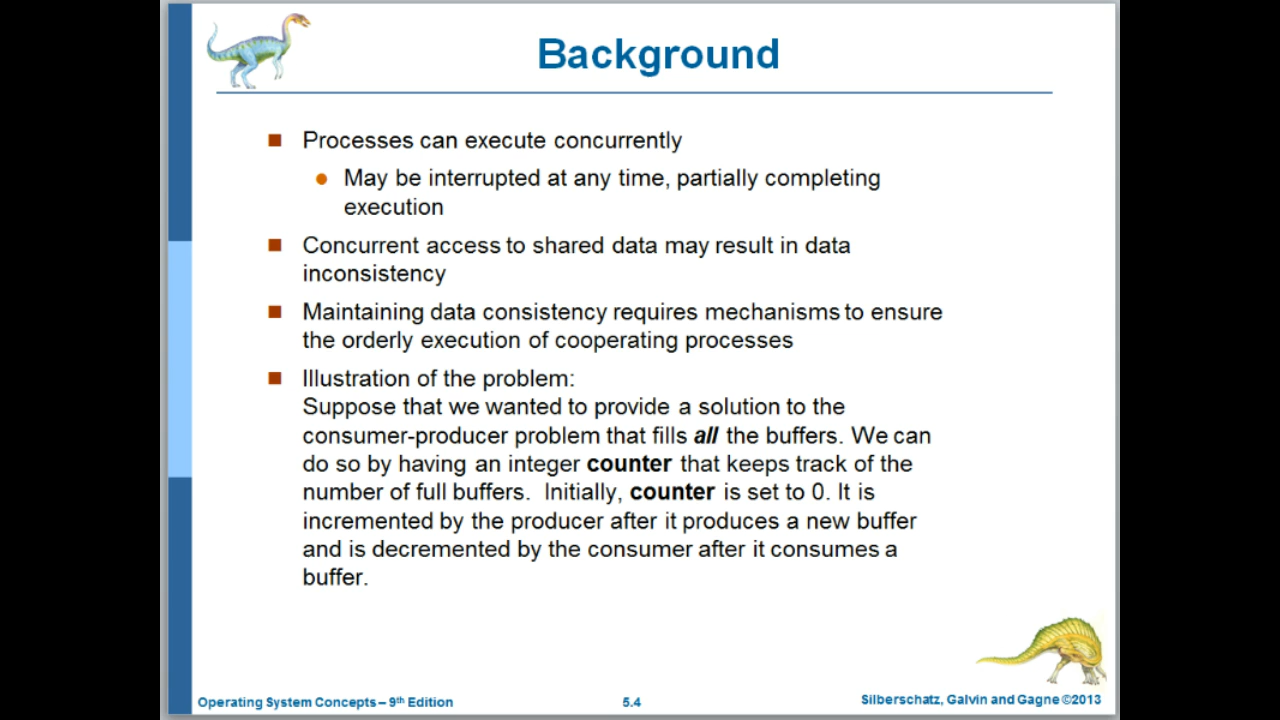 Background
Processes can execute concurrently
May be interrupted at any time, partially completing
execution
Concurrent access to shared data may result in data
inconsistency
Maintaining data consistency requires mechanisms to ensure
the orderly execution of cooperating processes
Illustration of the problem:
Suppose that we wanted to provide a solution to the
consumer-producer problem that fills all the buffers. We can
do so by having an integer counter that keeps track of the
number of full buffers. Initially, counter is set to 0. It is
incremented by the producer after it produces a new buffer
and is decremented by the consumer after it consumes a
buffer.
Operating System Concepts – 9th Edition
5.4
Silberschatz, Galvin and Gagne ©2013